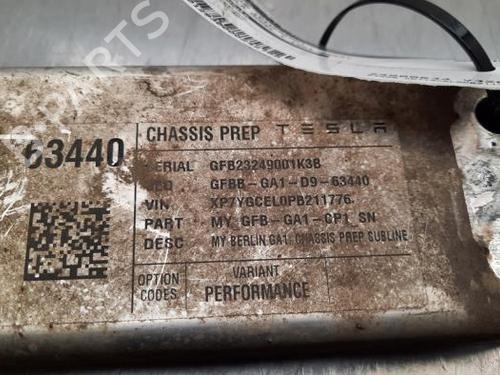 63440
CHASSIS PREP TESLA
SERIAL GFB23249001K3B
GFBB-GA1-D9-63440
VIN XP7YGCEL0PB211776
PART MY_GFB-GA1-CP1_SN
DESC MY BERLIN GA1, CHASSIS PREP SUBLINE
OPTION CODES
VARIANT
PERFORMANCE
PARTS